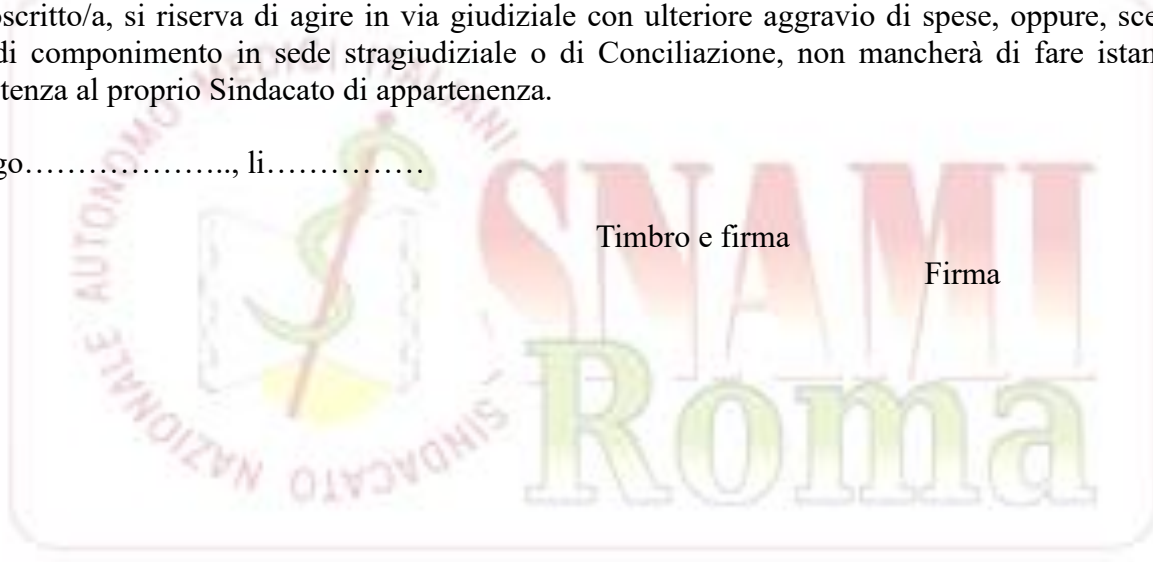 oscritto/a, si riserva di agire in via giudiziale con ulteriore aggravio di spese, oppure, sce
di componimento in sede stragiudiziale o di Conciliazione, non mancherà di fare istan
tenza al proprio Sindacato di appartenenza.
go……………….., li……………
Timbro e firma
Firma
SINDACATO NAZIONALE AUTONOMO MEDICI ITALIANI
SNAMI
Roma